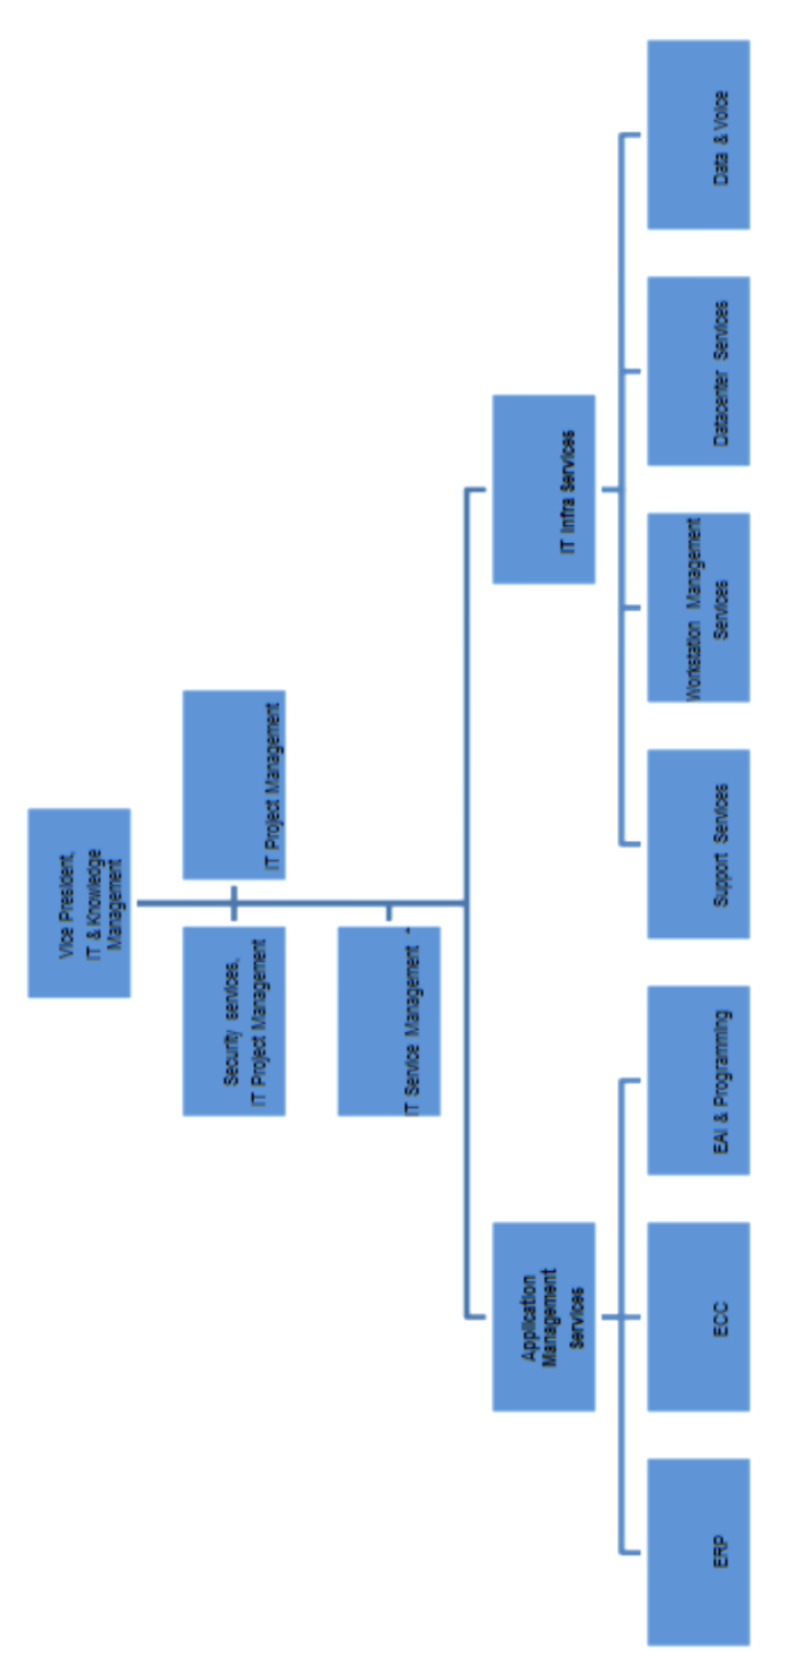 Vice President,
IT & Knowledge
Management
Security services,
IT Project Management
IT Project Management
IT Service Management
Application
Management
Services
IT Infra Services
ERP
ECC
EAI & Programming
Support Services
Workstation Management
Services
Datacenter Services
Data & Voice